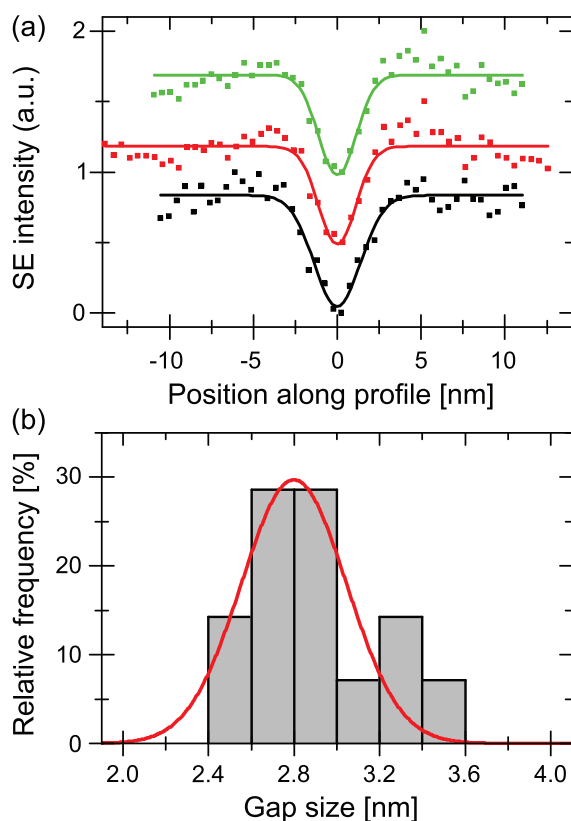 (a)
2
1
0
SE intensity (a.u.)
-10 -5 0 5 10
Position along profile [nm]
(b)
30
20
10
0
Relative frequency [%]
2.0 2.4 2.8 3.2 3.6 4.0
Gap size [nm]